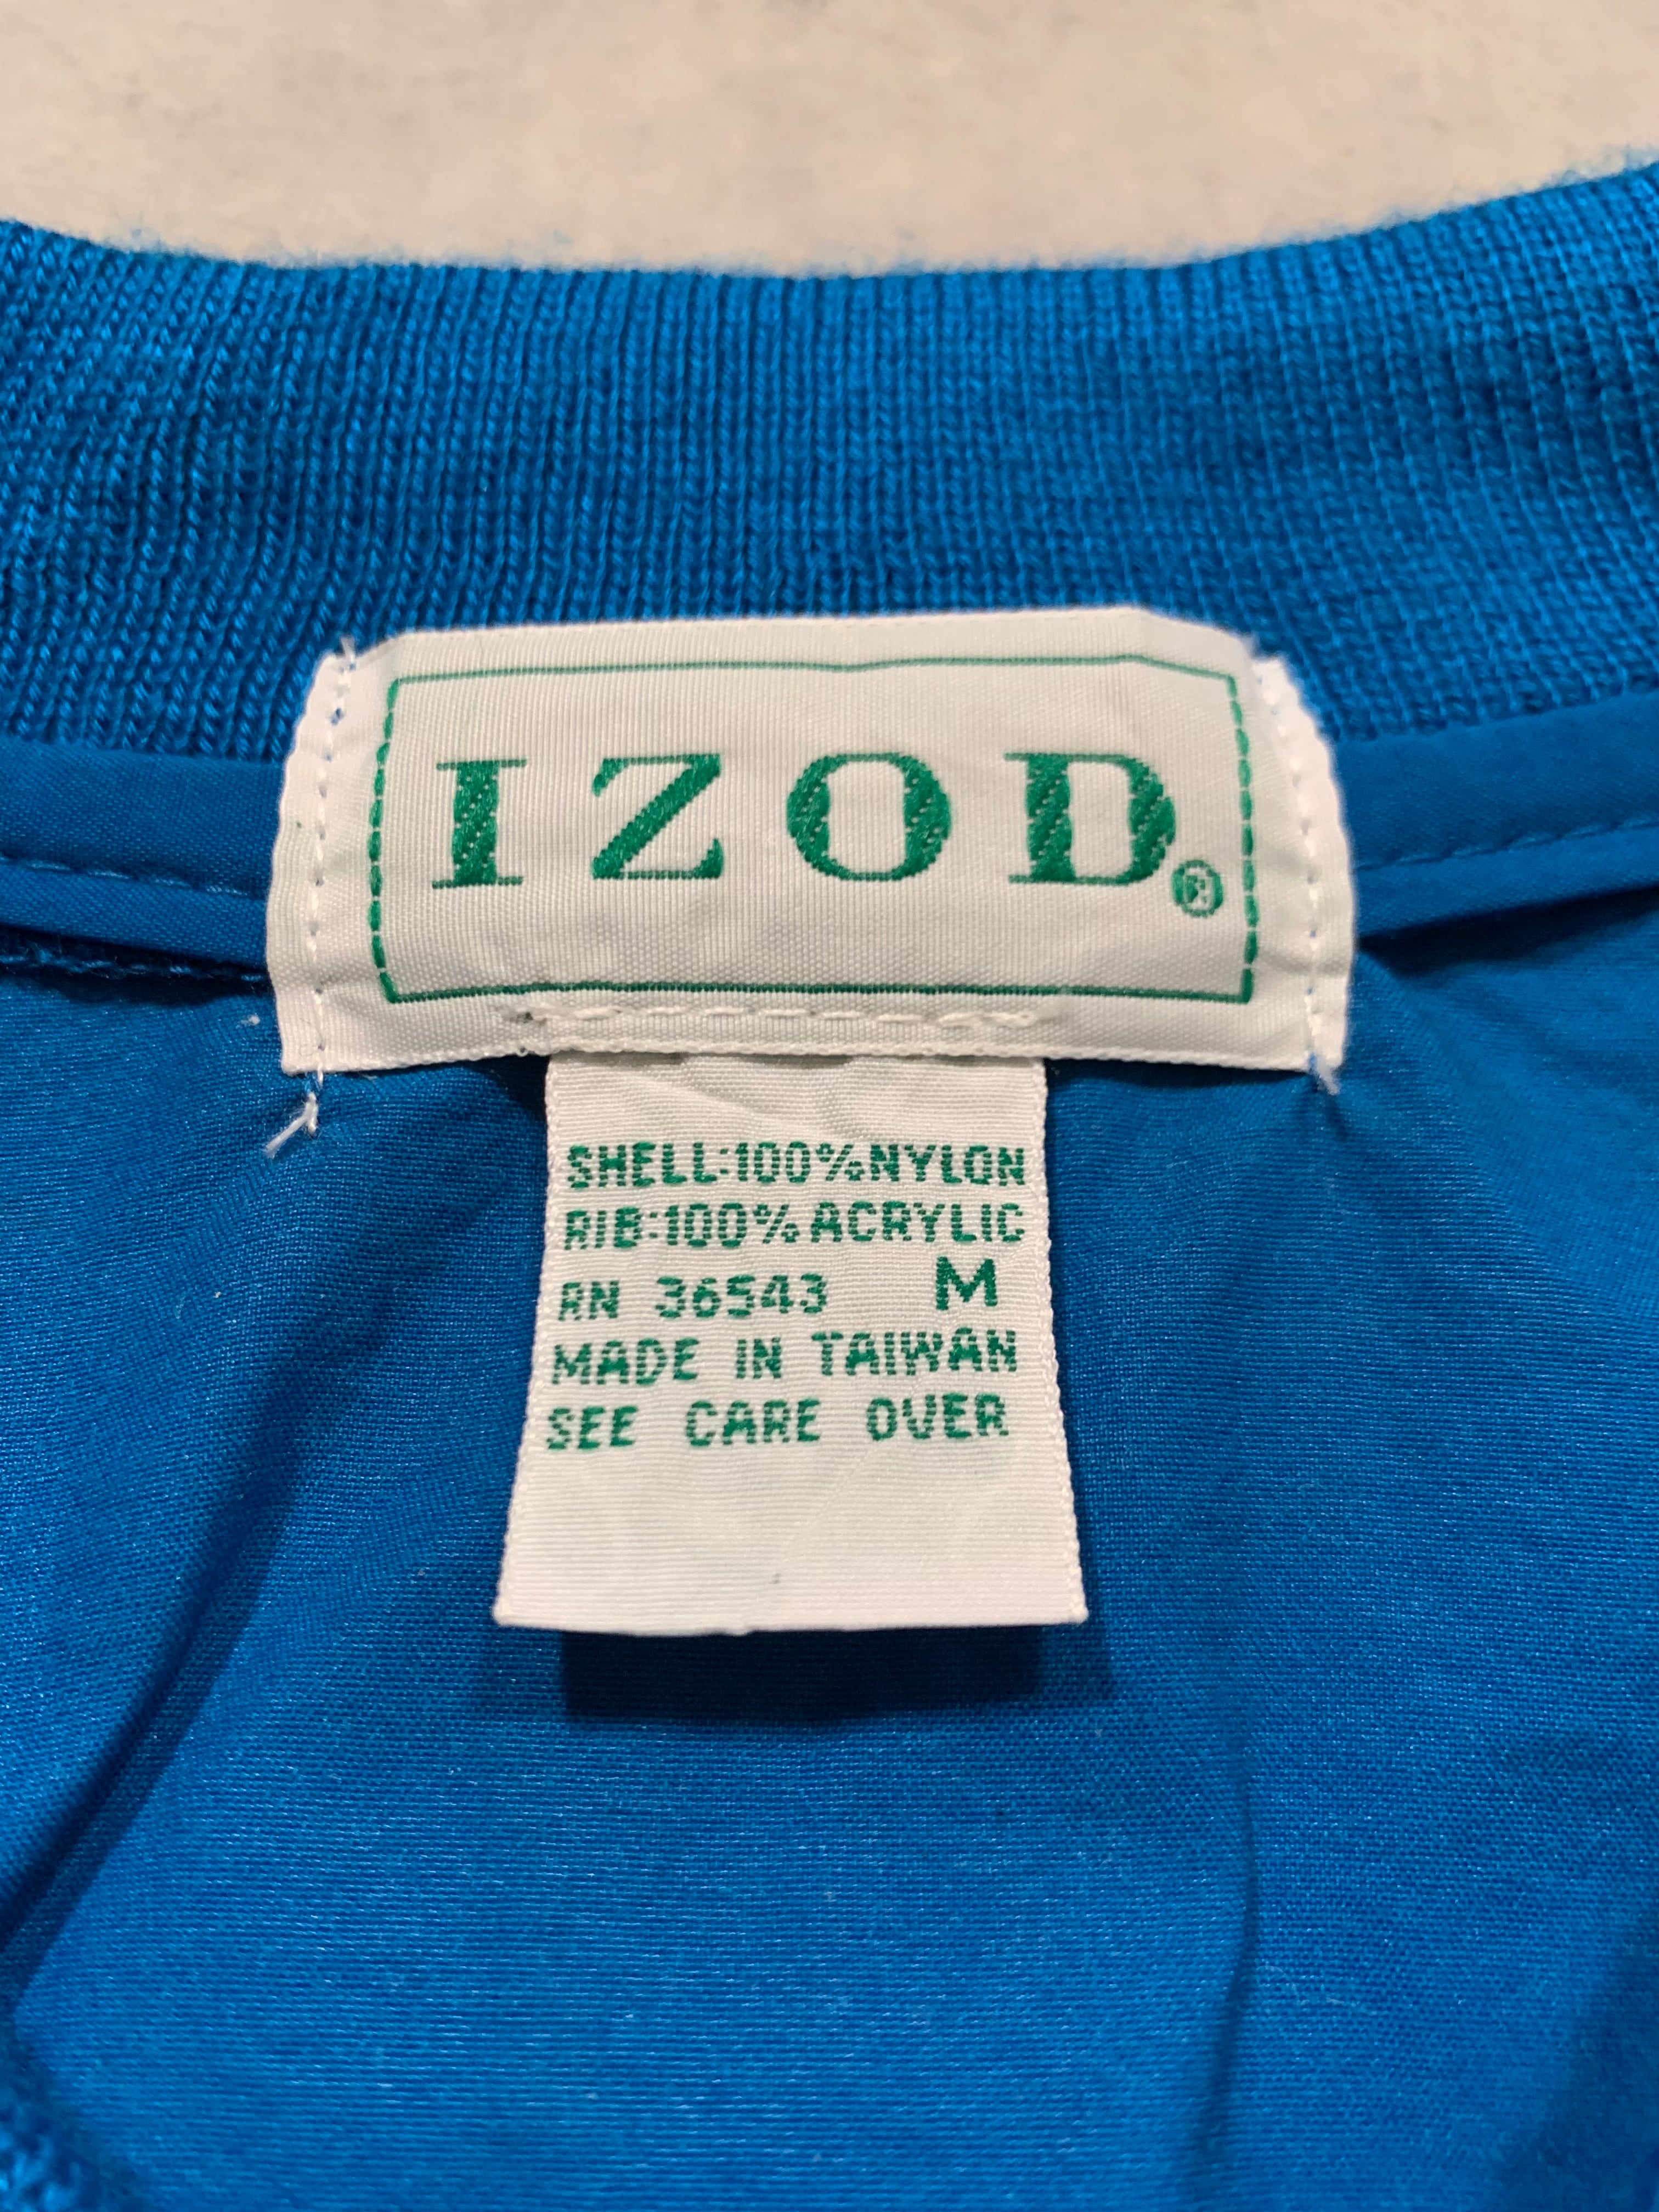 IZOD®
SHELL:100%NYLON
RIB:100%ACRYLIC
RN 36543 M
MADE IN TAIWAN
SEE CARE OVER